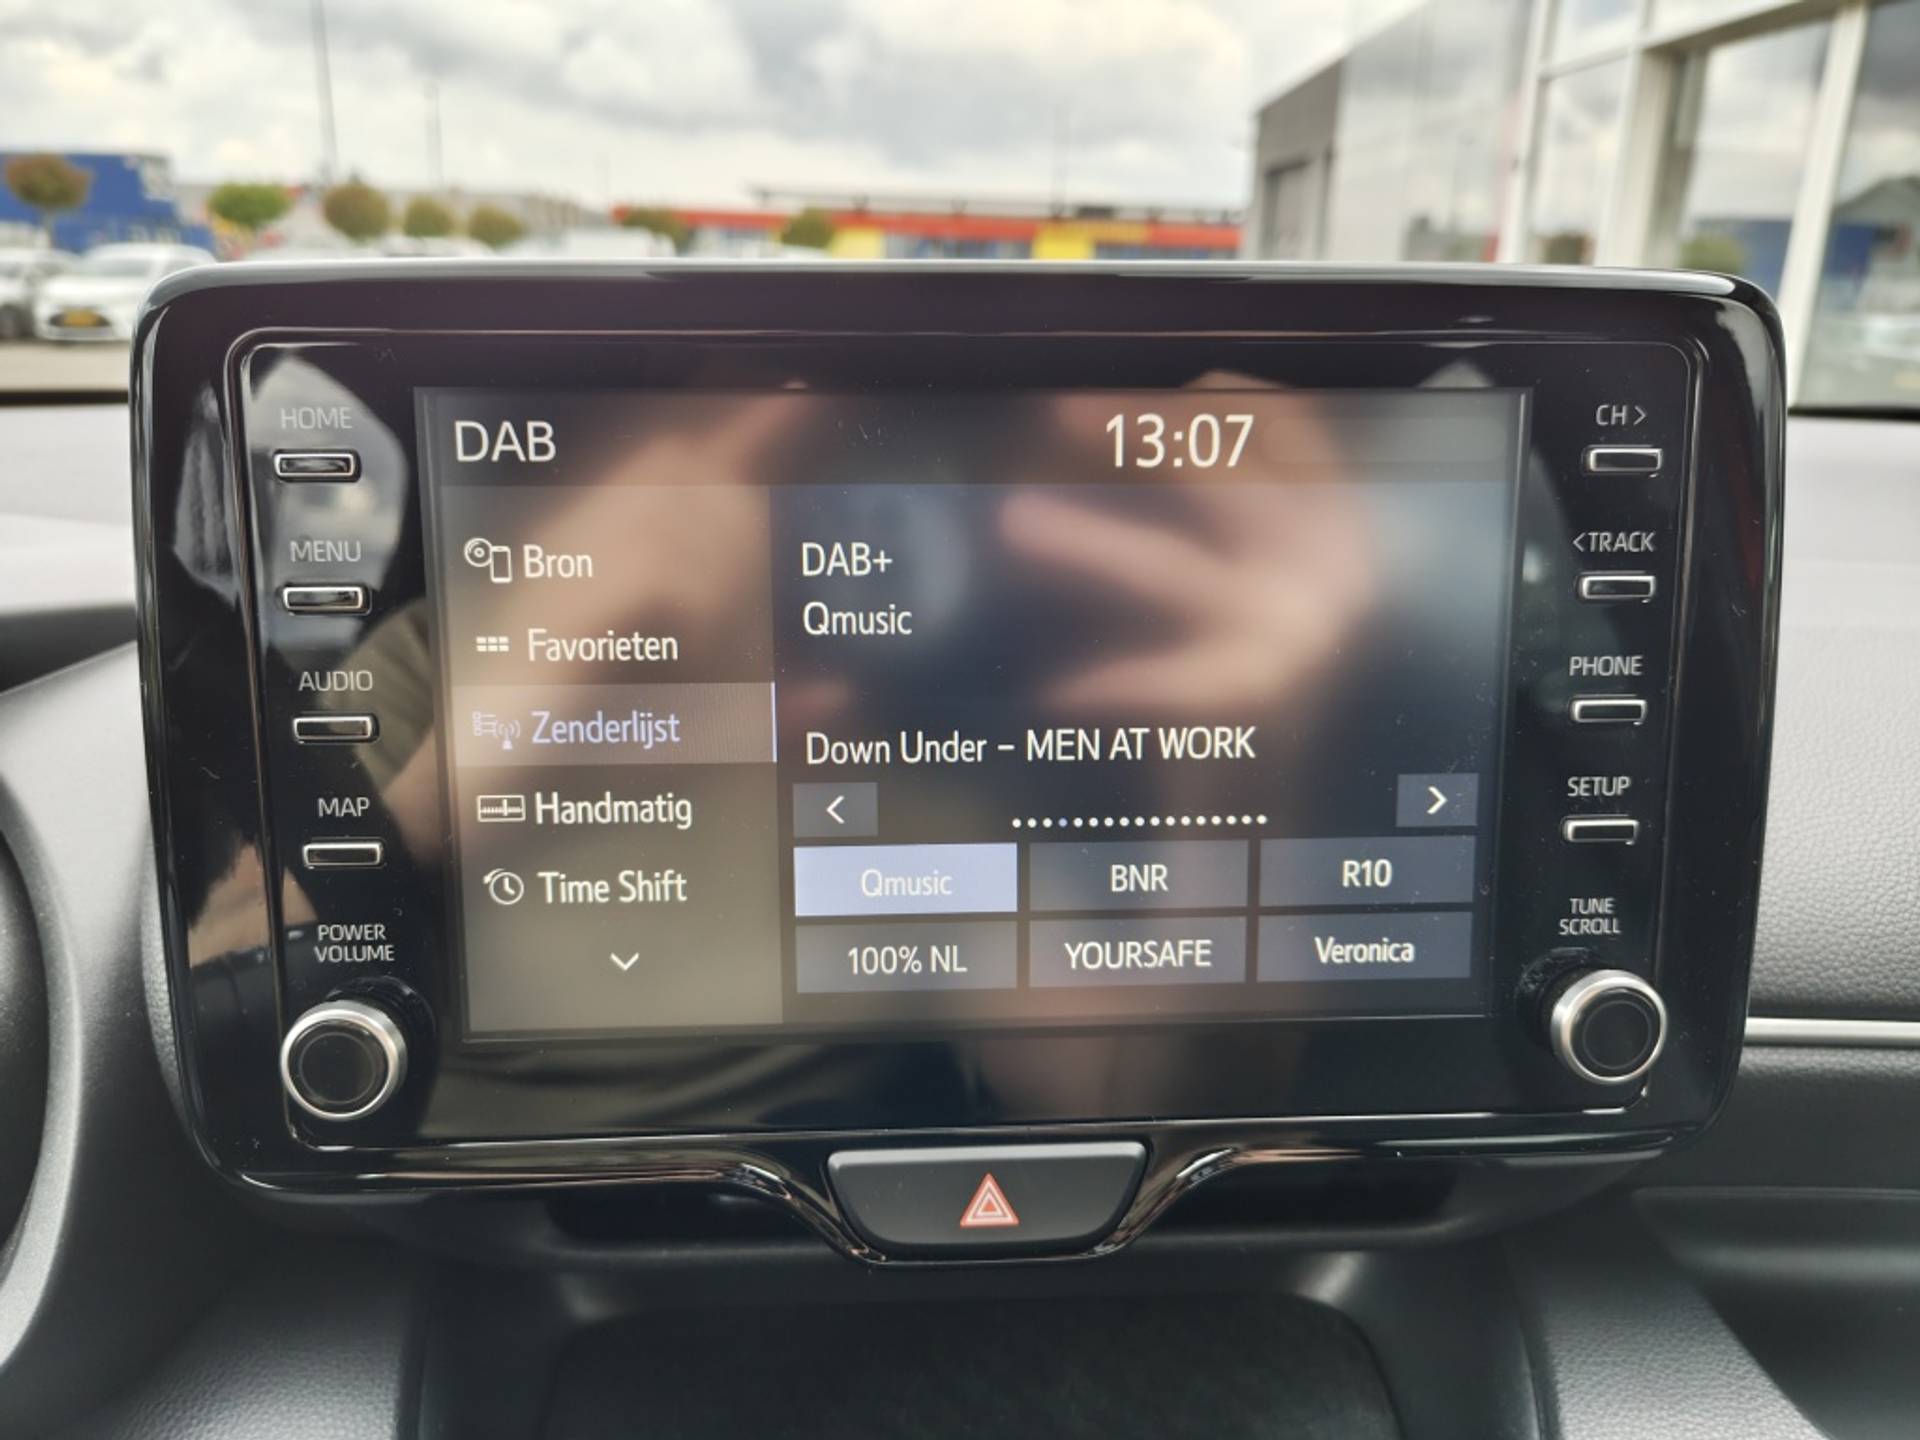 HOME
MENU
AUDIO
MAP
POWER
VOLUME
DAB
13:07
Bron
Favorieten
Zenderlijst
Handmatig
Time Shift
DAB+
Qmusic
Down Under – MEN AT WORK
Qmusic
BNR
R10
100% NL
YOURSAFE
Veronica
CH >
< TRACK
PHONE
SETUP
TUNE
SCROLL